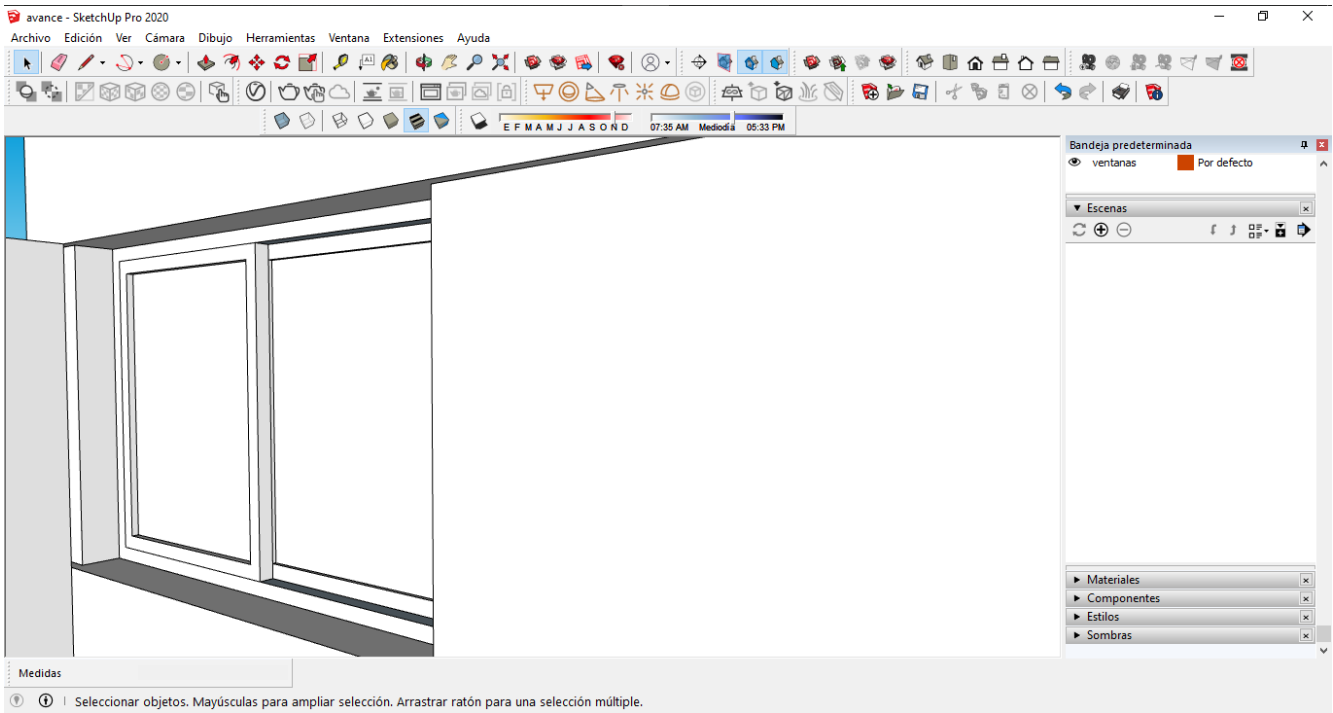 avance - SketchUp Pro 2020
Archivo Edición Ver Cámara Dibujo Herramientas Ventana Extensiones Ayuda
E F M A M J J A S O N D 07:35 AM Mediodía 05:33 PM
Bandeja predeterminada
ventanas Por defecto
Escenas
Materiales
Componentes
Estilos
Sombras
Medidas
Seleccionar objetos. Mayúsculas para ampliar selección. Arrastrar ratón para una selección múltiple.